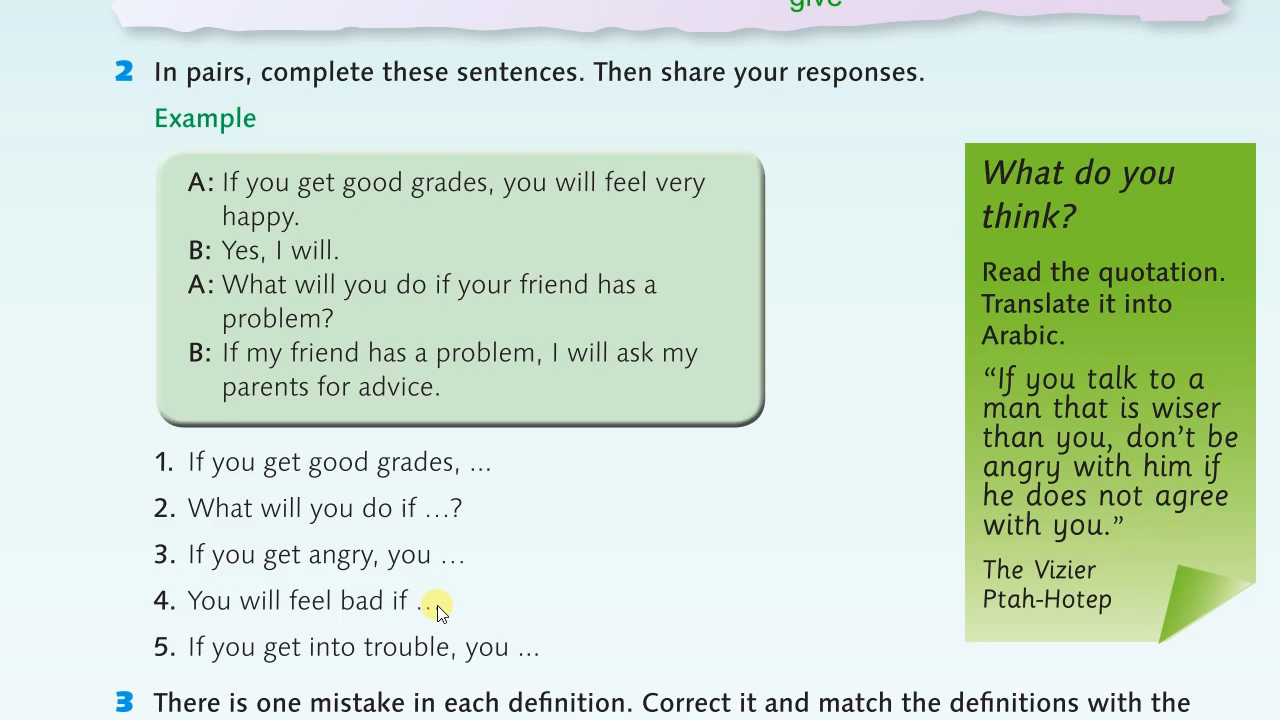 give
2 In pairs, complete these sentences. Then share your responses.
Example
A: If you get good grades, you will feel very
happy.
B: Yes, I will.
A: What will you do if your friend has a
problem?
B: If my friend has a problem, I will ask my
parents for advice.
1. If you get good grades, ...
2. What will you do if ...?
3. If you get angry, you ...
4. You will feel bad if ...
5. If you get into trouble, you ...
What do you
think?
Read the quotation.
Translate it into
Arabic.
“If you talk to a
man that is wiser
than you, don't be
angry with him if
he does not agree
with you.”
The Vizier
Ptah-Hotep
3 There is one mistake in each definition. Correct it and match the definitions with the